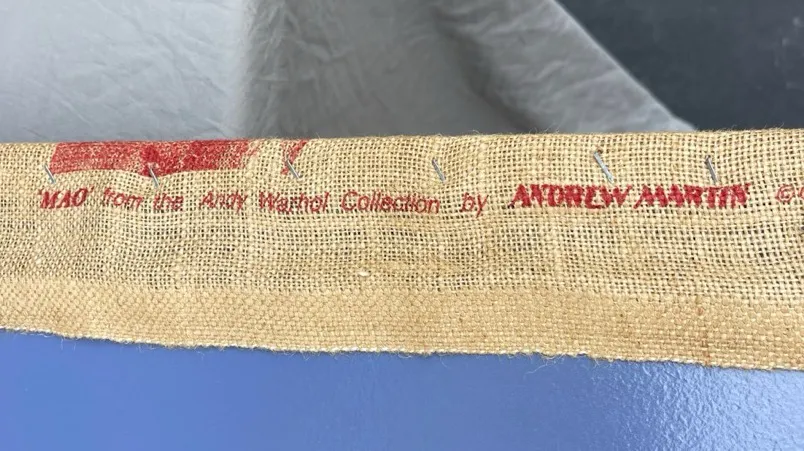 'MAO' from the Andy Warhol Collection by ANDREW MARTIN ©